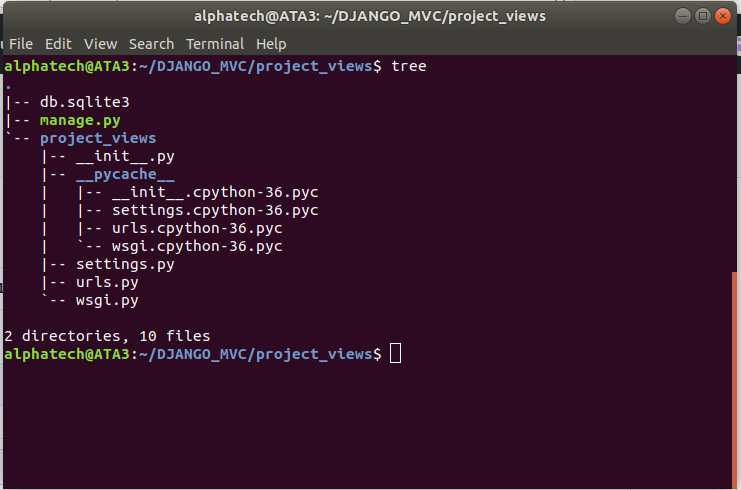 alphatech@ATA3: ~/DJANGO_MVC/project_views
File Edit View Search Terminal Help
alphatech@ATA3:~/DJANGO_MVC/project_views$ tree
.
|-- db.sqlite3
|-- manage.py
`-- project_views
    |-- __init__.py
    |-- __pycache__
    |   |-- __init__.cpython-36.pyc
    |   |-- settings.cpython-36.pyc
    |   |-- urls.cpython-36.pyc
    |   `-- wsgi.cpython-36.pyc
    |-- settings.py
    |-- urls.py
    `-- wsgi.py

2 directories, 10 files
alphatech@ATA3:~/DJANGO_MVC/project_views$